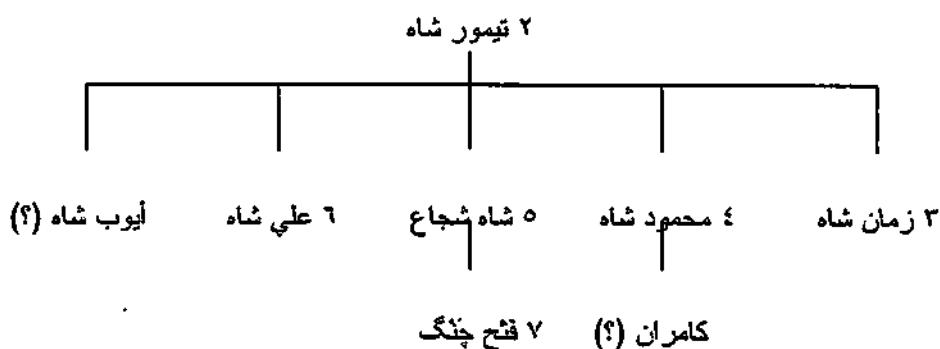 ٢ تيمور شاه
٣ زمان شاه ٤ محمود شاه ٥ شاه شجاع ٦ علي شاه أيوب شاه (؟)
كامران (؟) ٧ فتح جنگ